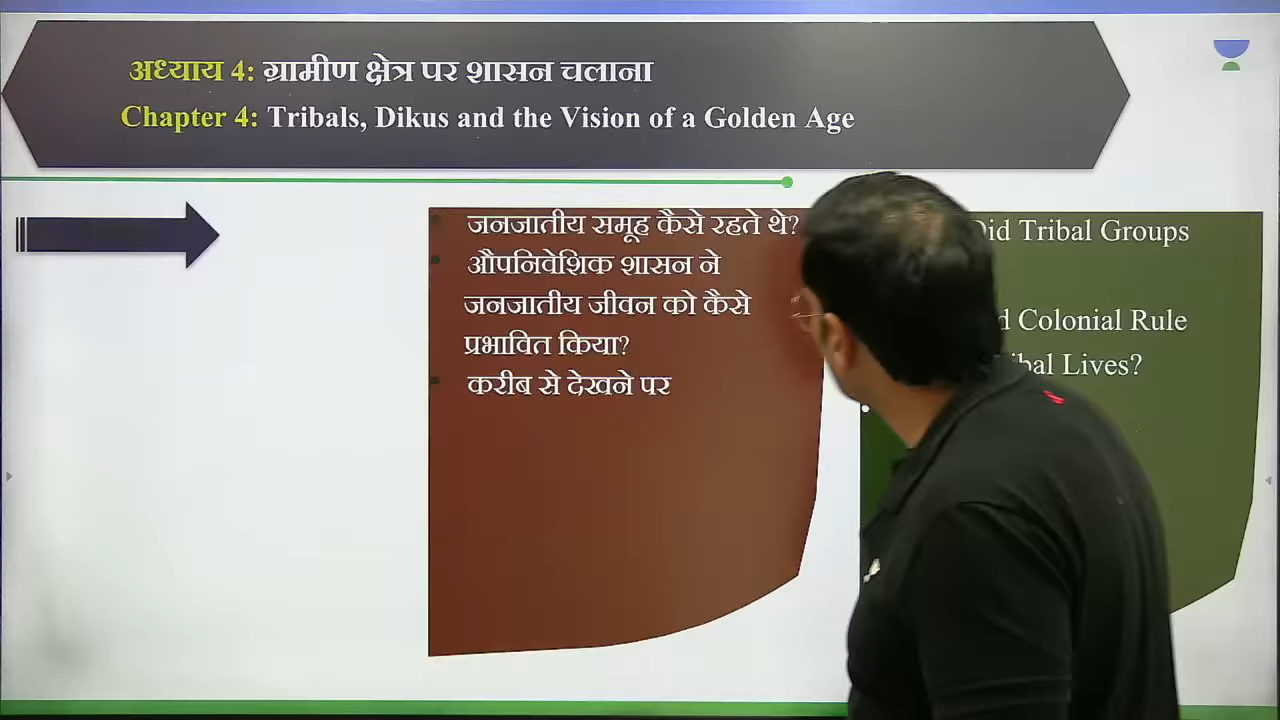 अध्याय 4: ग्रामीण क्षेत्र पर शासन चलाना
Chapter 4: Tribals, Dikus and the Vision of a Golden Age
जनजातीय समूह कैसे रहते थे?
औपनिवेशिक शासन ने
जनजातीय जीवन को कैसे
प्रभावित किया?
करीब से देखने पर
Did Tribal Groups
Colonial Rule
Lives?